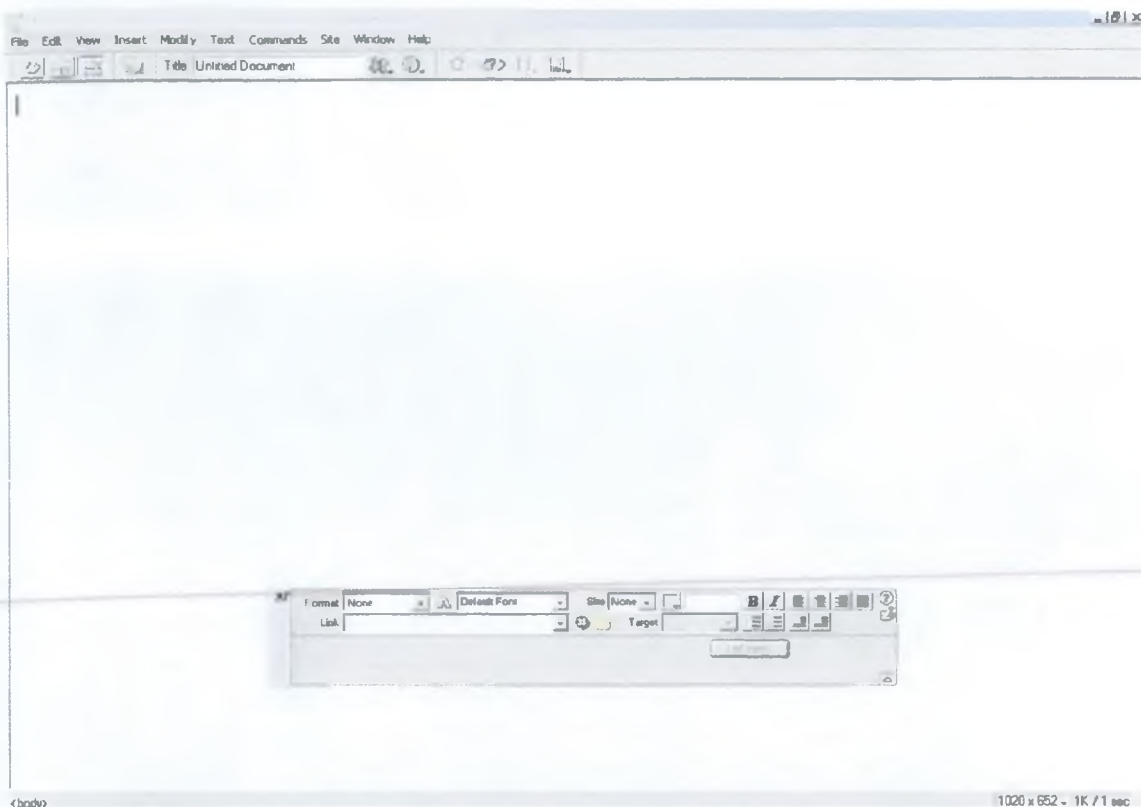 File Edit View Insert Modify Text Commands Site Window Help
Title Untitled Document
Format None Default Font Size None B I
Link Target
<body> 1020 x 652 - 1K / 1 sec